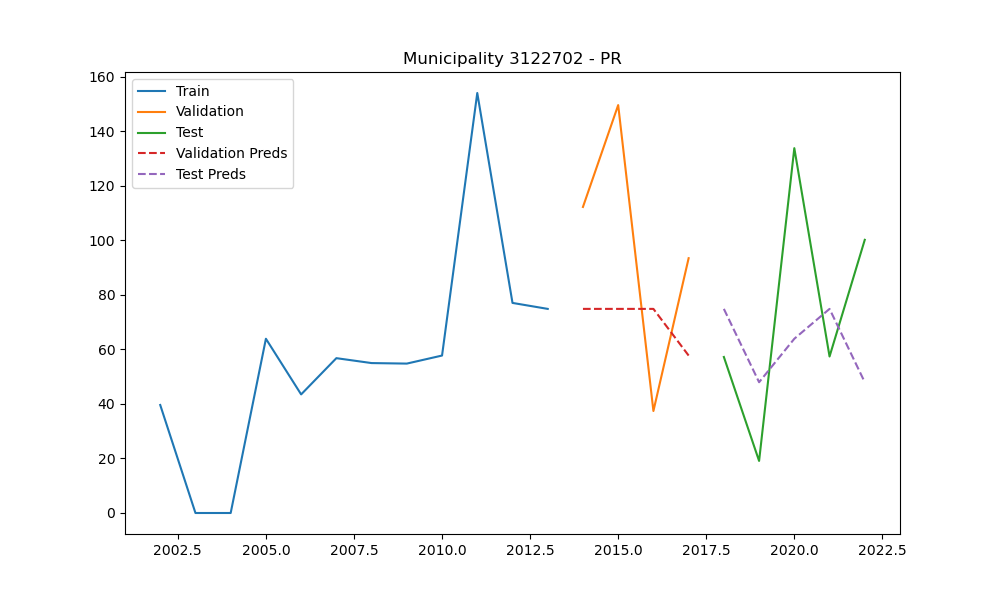 Municipality 3122702 - PR
160
140
120
100
80
60
40
20
0
Train
Validation
Test
Validation Preds
Test Preds
2002.5 2005.0 2007.5 2010.0 2012.5 2015.0 2017.5 2020.0 2022.5